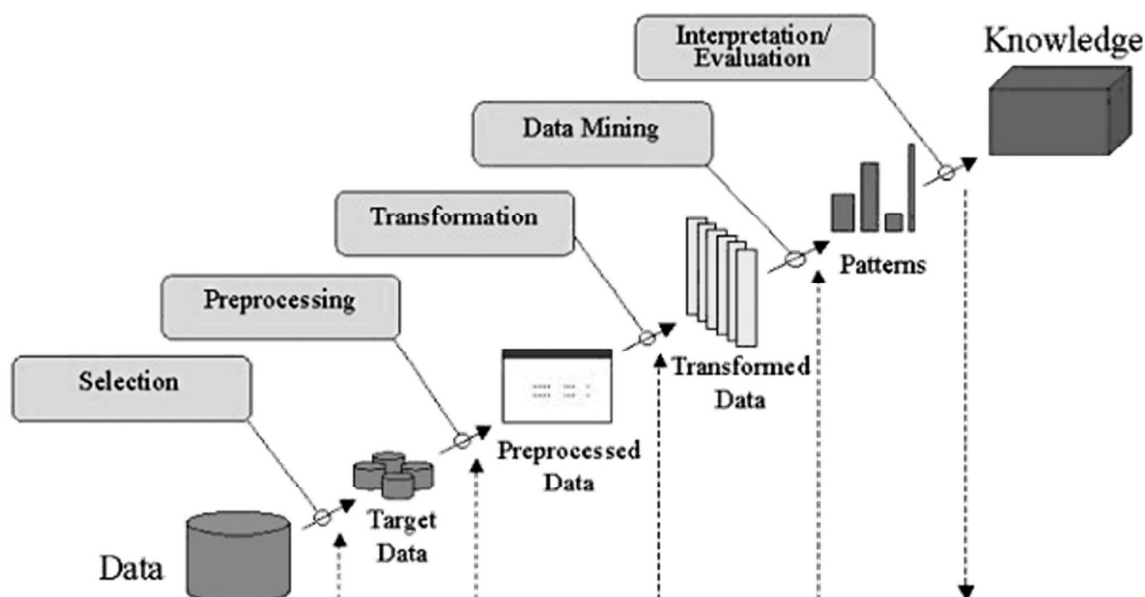 Interpretation/
Evaluation
Knowledge
Data Mining
Transformation
Patterns
Preprocessing
Transformed
Data
Selection
Preprocessed
Data
Target
Data
Data